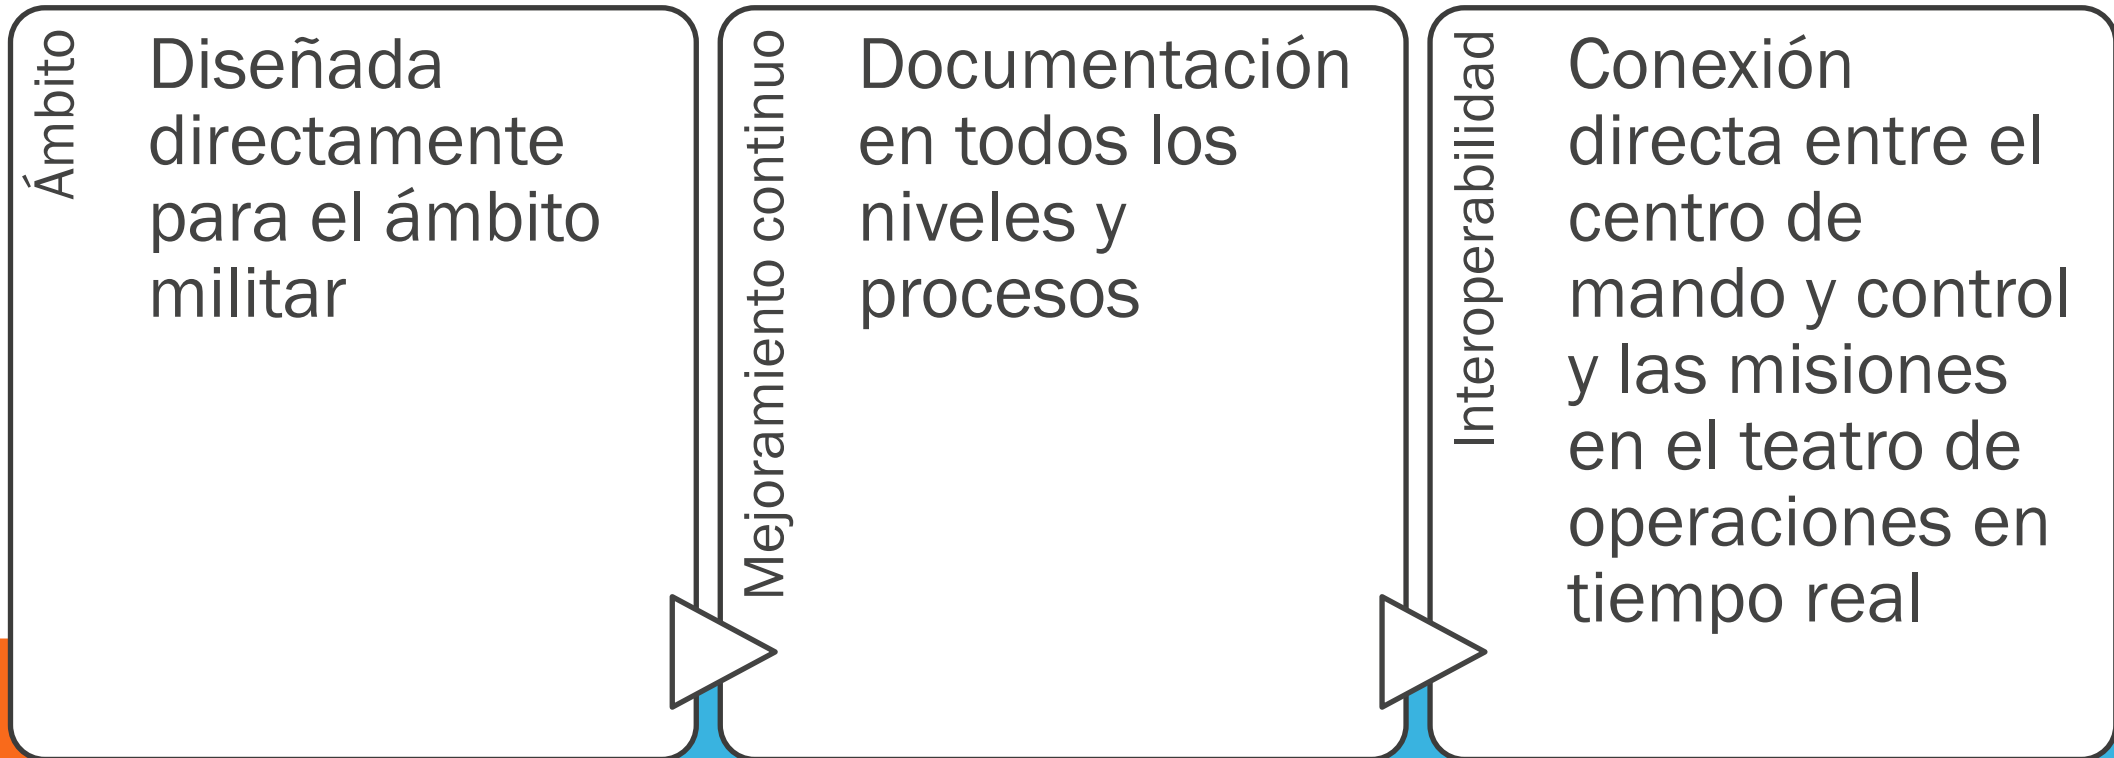 Ámbito
Diseñada
directamente
para el ámbito
militar
Mejoramiento continuo
Documentación
en todos los
niveles y
procesos
Interoperabilidad
Conexión
directa entre el
centro de
mando y control
y las misiones
en el teatro de
operaciones en
tiempo real